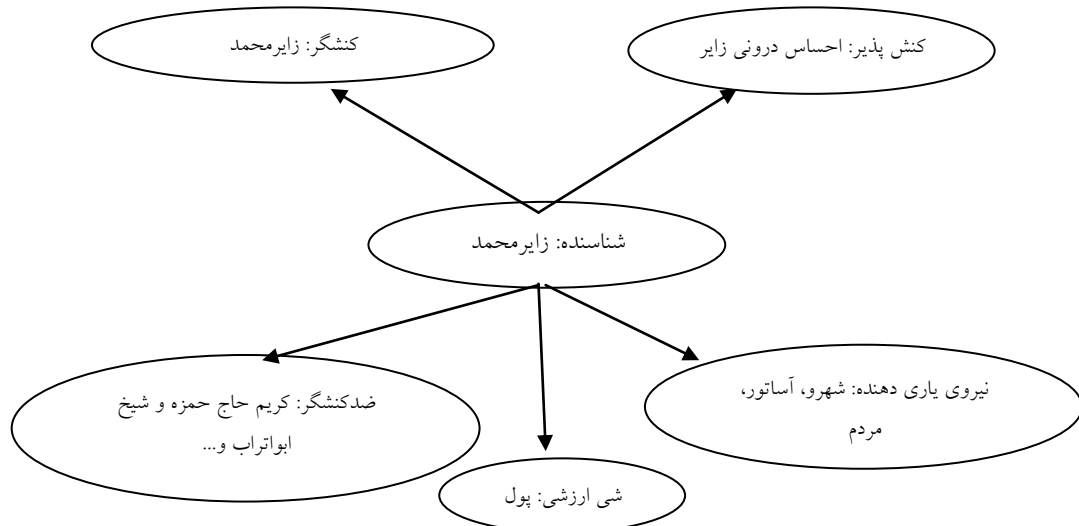 کنش پذیر: احساس درونی زایر
کنشگر: زایرمحمد
شناسنده: زایرمحمد
نیروی یاری دهنده: شهرو، آساتور،
مردم
ضدکنشگر: کریم حاج حمزه و شیخ
ابواتراب و...
شی ارزشی: پول